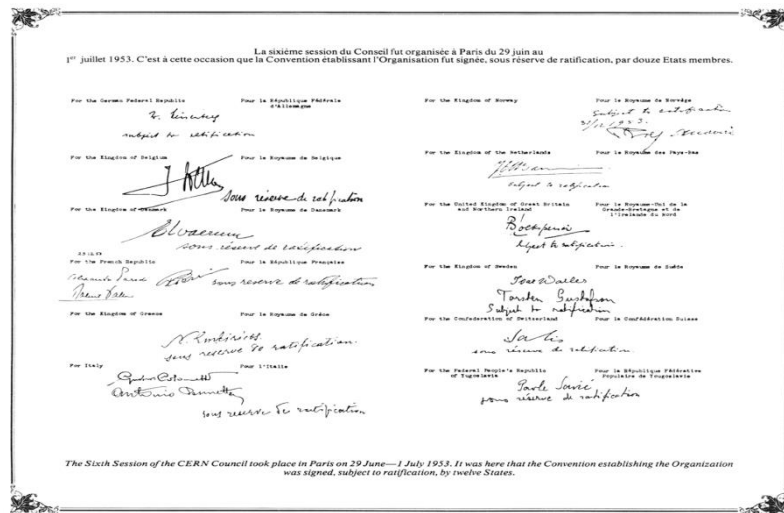 La sixième session du Conseil fut organisée à Paris du 29 juin au
1er juillet 1953. C'est à cette occasion que la Convention établissant l'Organisation fut signée, sous réserve de ratification, par douze Etats membres.
For the German Federal Republic Pour la République Fédérale d'Allemagne
subject to ratification
For the Kingdom of Belgium Pour le Royaume de Belgique
sous réserve de ratification
For the Kingdom of Denmark Pour le Royaume de Danemark
sous réserve de ratification
For the French Republic Pour la République Française
sous reserve de ratification
For the Kingdom of Greece Pour le Royaume de Grèce
sous reserve de ratification.
For Italy Pour l'Italie
Antonio
sous reserve de ratification
For the Kingdom of Norway Pour le Royaume de Norvège
Subject to ratification
1953.
For the Kingdom of the Netherlands Pour le Royaume des Pays-Bas
subject to ratification
For the United Kingdom of Great Britain and Northern Ireland Pour le Royaume-Uni de la Grande-Bretagne et de l'Irlande du Nord
subject to ratification.
For the Kingdom of Sweden Pour le Royaume de Suède
Torsten Gustafson
Subject to ratification
For the Confederation of Switzerland Pour la Confédération Suisse
sous réserve de ratification.
For the Federal People's Republic of Yugoslavia Pour la République Fédérative Populaire de Yougoslavie
Pavle Savić
sous réserve de ratification
The Sixth Session of the CERN Council took place in Paris on 29 June—1 July 1953. It was here that the Convention establishing the Organization
was signed, subject to ratification, by twelve States.